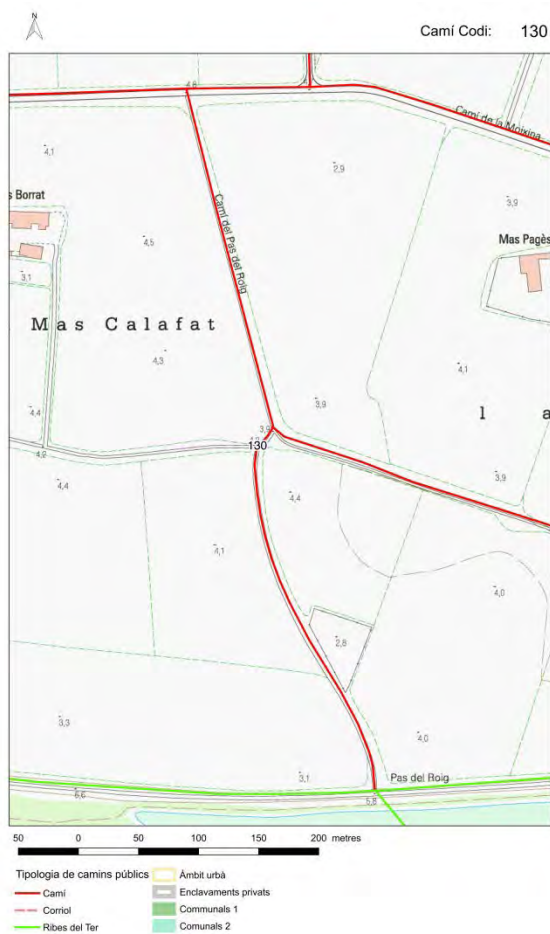 N
Camí Codi: 130
4,8
Camí de la Moixina
4,1
2,9
s Borrat
3,9
Camí del Pas del Roig
4,5
Mas Pagès
3,1
Mas Calafat
4,3
4,1
3,9
4,4
l a
3,9
130
4,2
3,9
4,4
4,4
4,1
4,0
2,8
3,3
4,0
3,1
Pas del Roig
5,6
5,8
50 0 50 100 150 200 metres
Tipologia de camins públics
Camí
Corriol
Ribes del Ter
Àmbit urbà
Enclavaments privats
Communals 1
Comunals 2